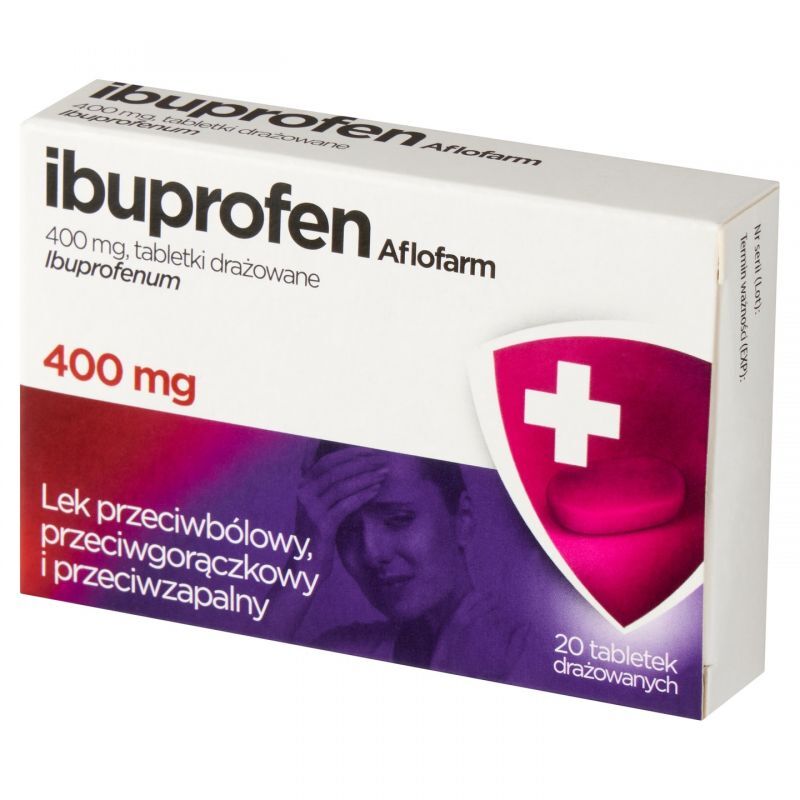 ibuprofen Aflofarm
400 mg, tabletki drażowane
Ibuprofenum
ibuprofen Aflofarm
400 mg, tabletki drażowane
Ibuprofenum
400 mg
Lek przeciwbólowy,
przeciwgorączkowy
i przeciwzapalny
20 tabletek
drażowanych
Nr serii (Lot):
Termin ważności (EXP):